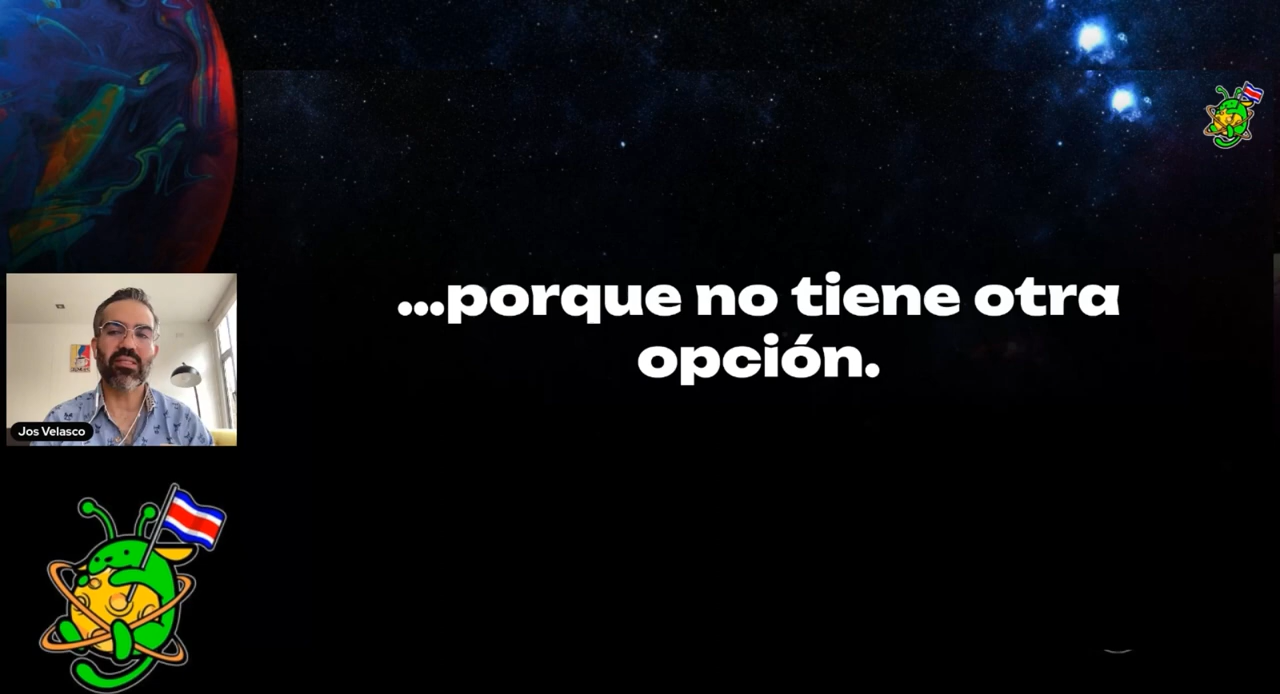 ...porque no tiene otra
opción.
Jos Velasco